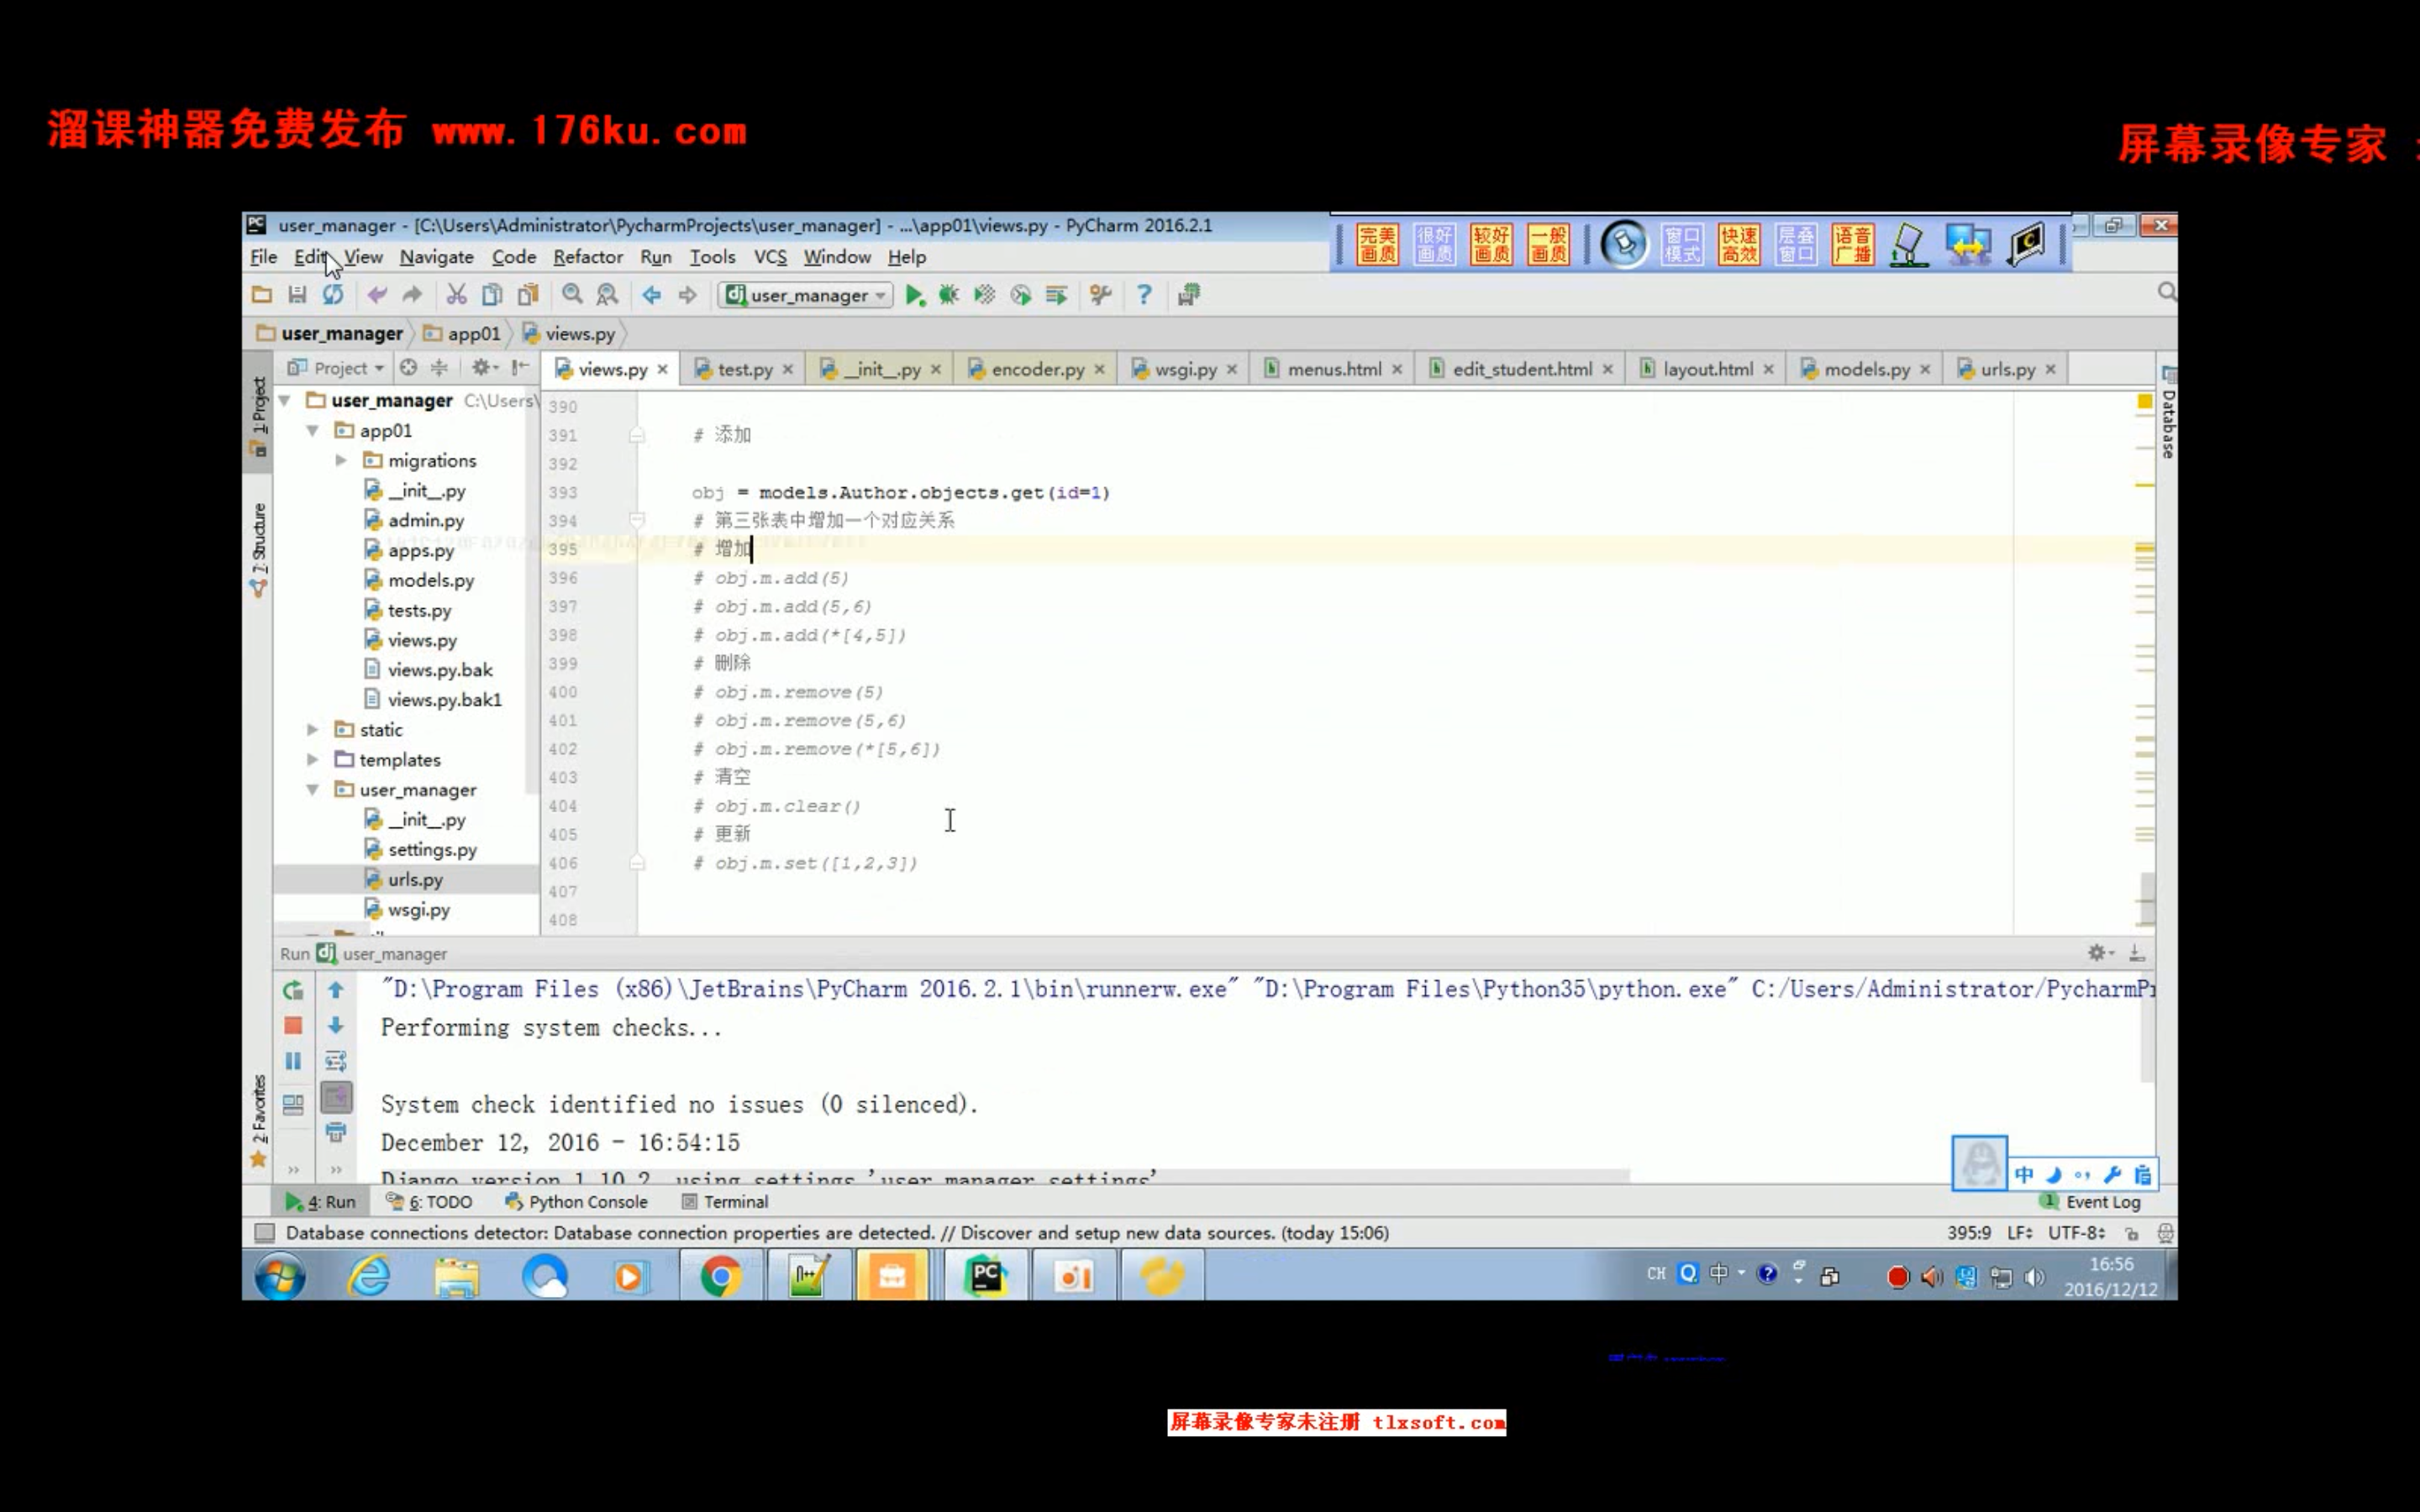 溜课神器免费发布 www.176ku.com
屏幕录像专家
user_manager - [C:\Users\Administrator\PycharmProjects\user_manager] - ...\app01\views.py - PyCharm 2016.2.1
完美画质 很好画质 较好画质 一般画质 窗口模式 快速高效 层叠窗口 语音广播
File Edit View Navigate Code Refactor Run Tools VCS Window Help
user_manager
user_manager app01 views.py
Project
views.py test.py __init__.py encoder.py wsgi.py menus.html edit_student.html layout.html models.py urls.py
1: Project
7: Structure
2: Favorites
Database
user_manager C:\Users\
app01
migrations
__init__.py
admin.py
apps.py
models.py
tests.py
views.py
views.py.bak
views.py.bak1
static
templates
user_manager
__init__.py
settings.py
urls.py
wsgi.py
390
391 # 添加
392
393 obj = models.Author.objects.get(id=1)
394 # 第三张表中增加一个对应关系
395 # 增加
396 # obj.m.add(5)
397 # obj.m.add(5,6)
398 # obj.m.add(*[4,5])
399 # 删除
400 # obj.m.remove(5)
401 # obj.m.remove(5,6)
402 # obj.m.remove(*[5,6])
403 # 清空
404 # obj.m.clear()
405 # 更新
406 # obj.m.set([1,2,3])
407
408
Run user_manager
"D:\Program Files (x86)\JetBrains\PyCharm 2016.2.1\bin\runnerw.exe" "D:\Program Files\Python35\python.exe" C:/Users/Administrator/PycharmPr
Performing system checks...
System check identified no issues (0 silenced).
December 12, 2016 - 16:54:15
Django version 1.10.2, using settings 'user_manager.settings'
中
4: Run 6: TODO Python Console Terminal 1 Event Log
Database connections detector: Database connection properties are detected. // Discover and setup new data sources. (today 15:06) 395:9 LF UTF-8
CH 中 16:56
2016/12/12
屏幕录像专家未注册 tlxsoft.com